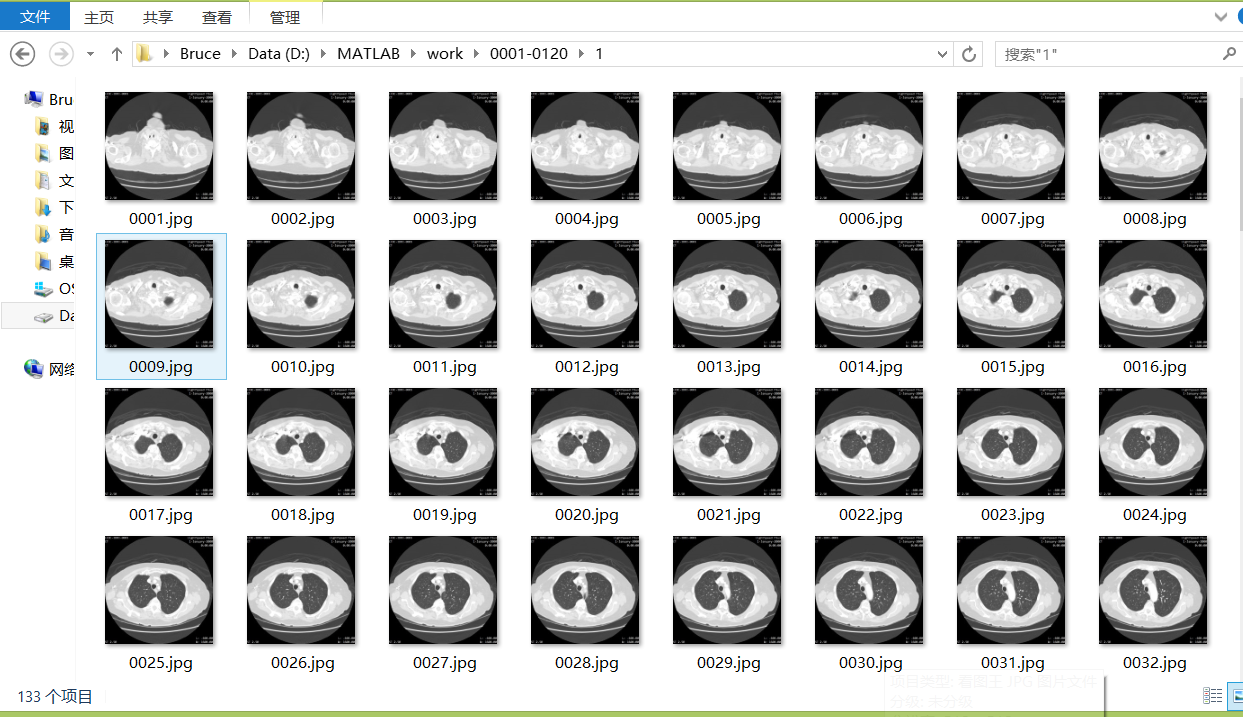 文件 主页 共享 查看 管理
Bruce Data (D:) MATLAB work 0001-0120 1 搜索"1"
Bru
视
图
文
下
音
桌
OS
Da
网络
0001.jpg 0002.jpg 0003.jpg 0004.jpg 0005.jpg 0006.jpg 0007.jpg 0008.jpg
0009.jpg 0010.jpg 0011.jpg 0012.jpg 0013.jpg 0014.jpg 0015.jpg 0016.jpg
0017.jpg 0018.jpg 0019.jpg 0020.jpg 0021.jpg 0022.jpg 0023.jpg 0024.jpg
0025.jpg 0026.jpg 0027.jpg 0028.jpg 0029.jpg 0030.jpg 0031.jpg 0032.jpg
项目类型: 看图王 JPG 图片文件
分级: 未分级
133 个项目